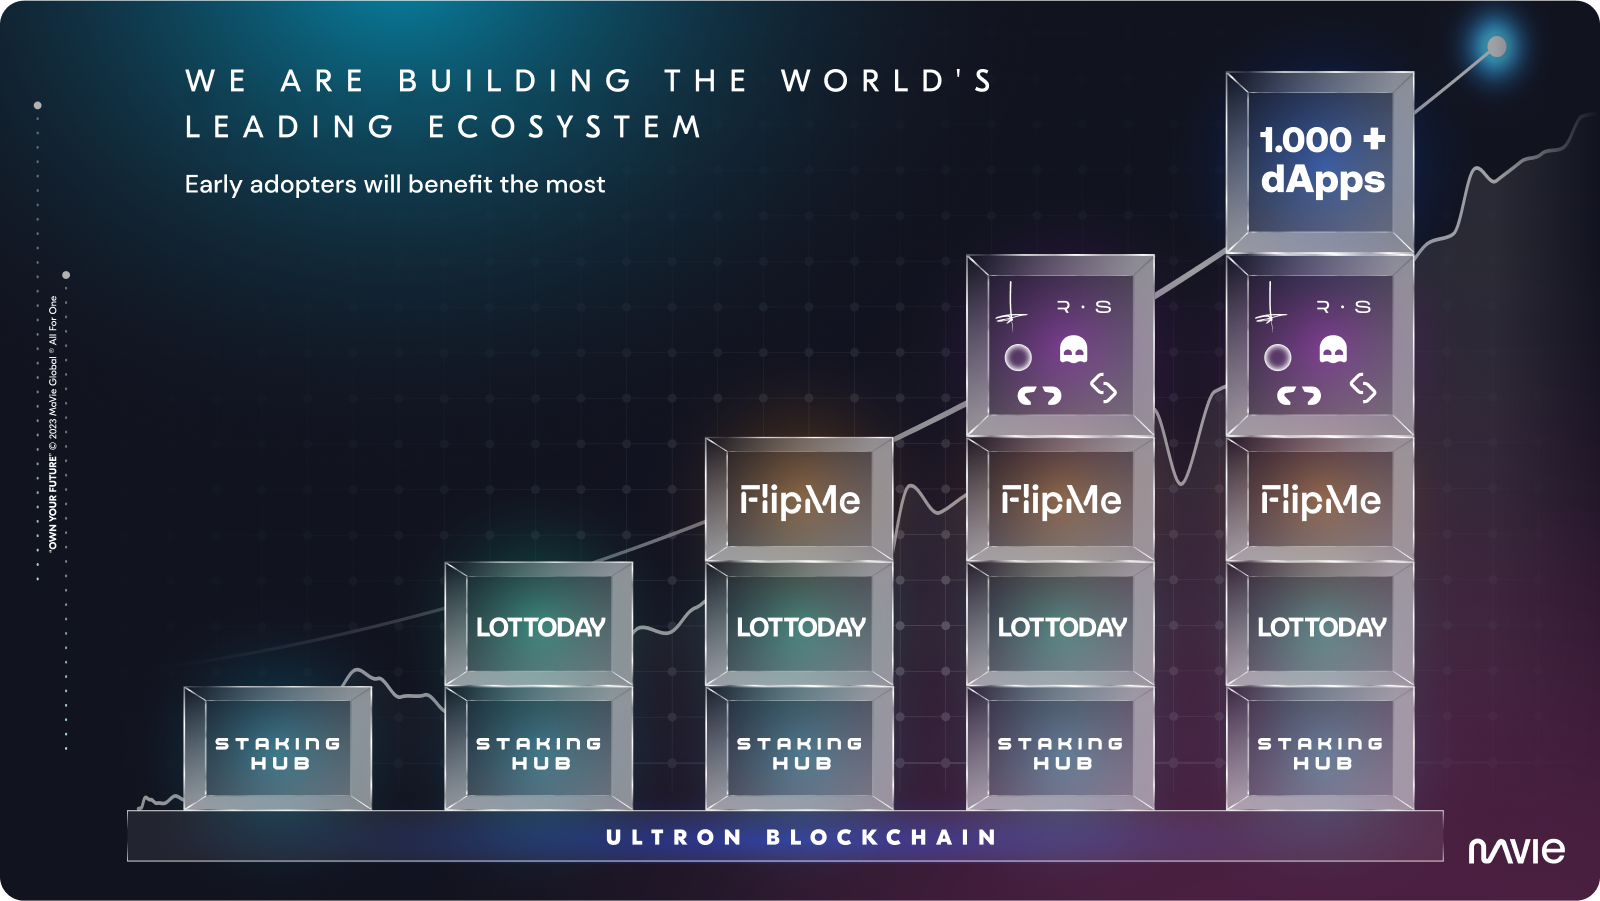 WE ARE BUILDING THE WORLD'S
LEADING ECOSYSTEM
Early adopters will benefit the most
"OWN YOUR FUTURE" © 2023 MaVie Global ® All For One
1.000 +
dApps
R·S
R·S
FlipMe
FlipMe
FlipMe
LOTTODAY
LOTTODAY
LOTTODAY
LOTTODAY
STAKING
HUB
STAKING
HUB
STAKING
HUB
STAKING
HUB
STAKING
HUB
ULTRON BLOCKCHAIN
mavie